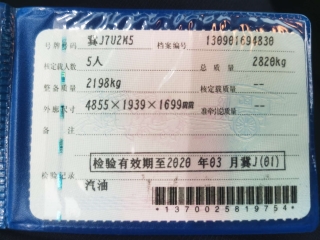 号牌号码 冀J7U2M5 档案编号 130901694830
核定载人数 5人 总质量 2820kg
整备质量 2198kg 核定载质量 --
外廓尺寸 4855×1939×1699mm 准牵引总质量 --
备注
检验有效期至2020年03月冀J(01)
检验记录
汽油
*1370025819754*